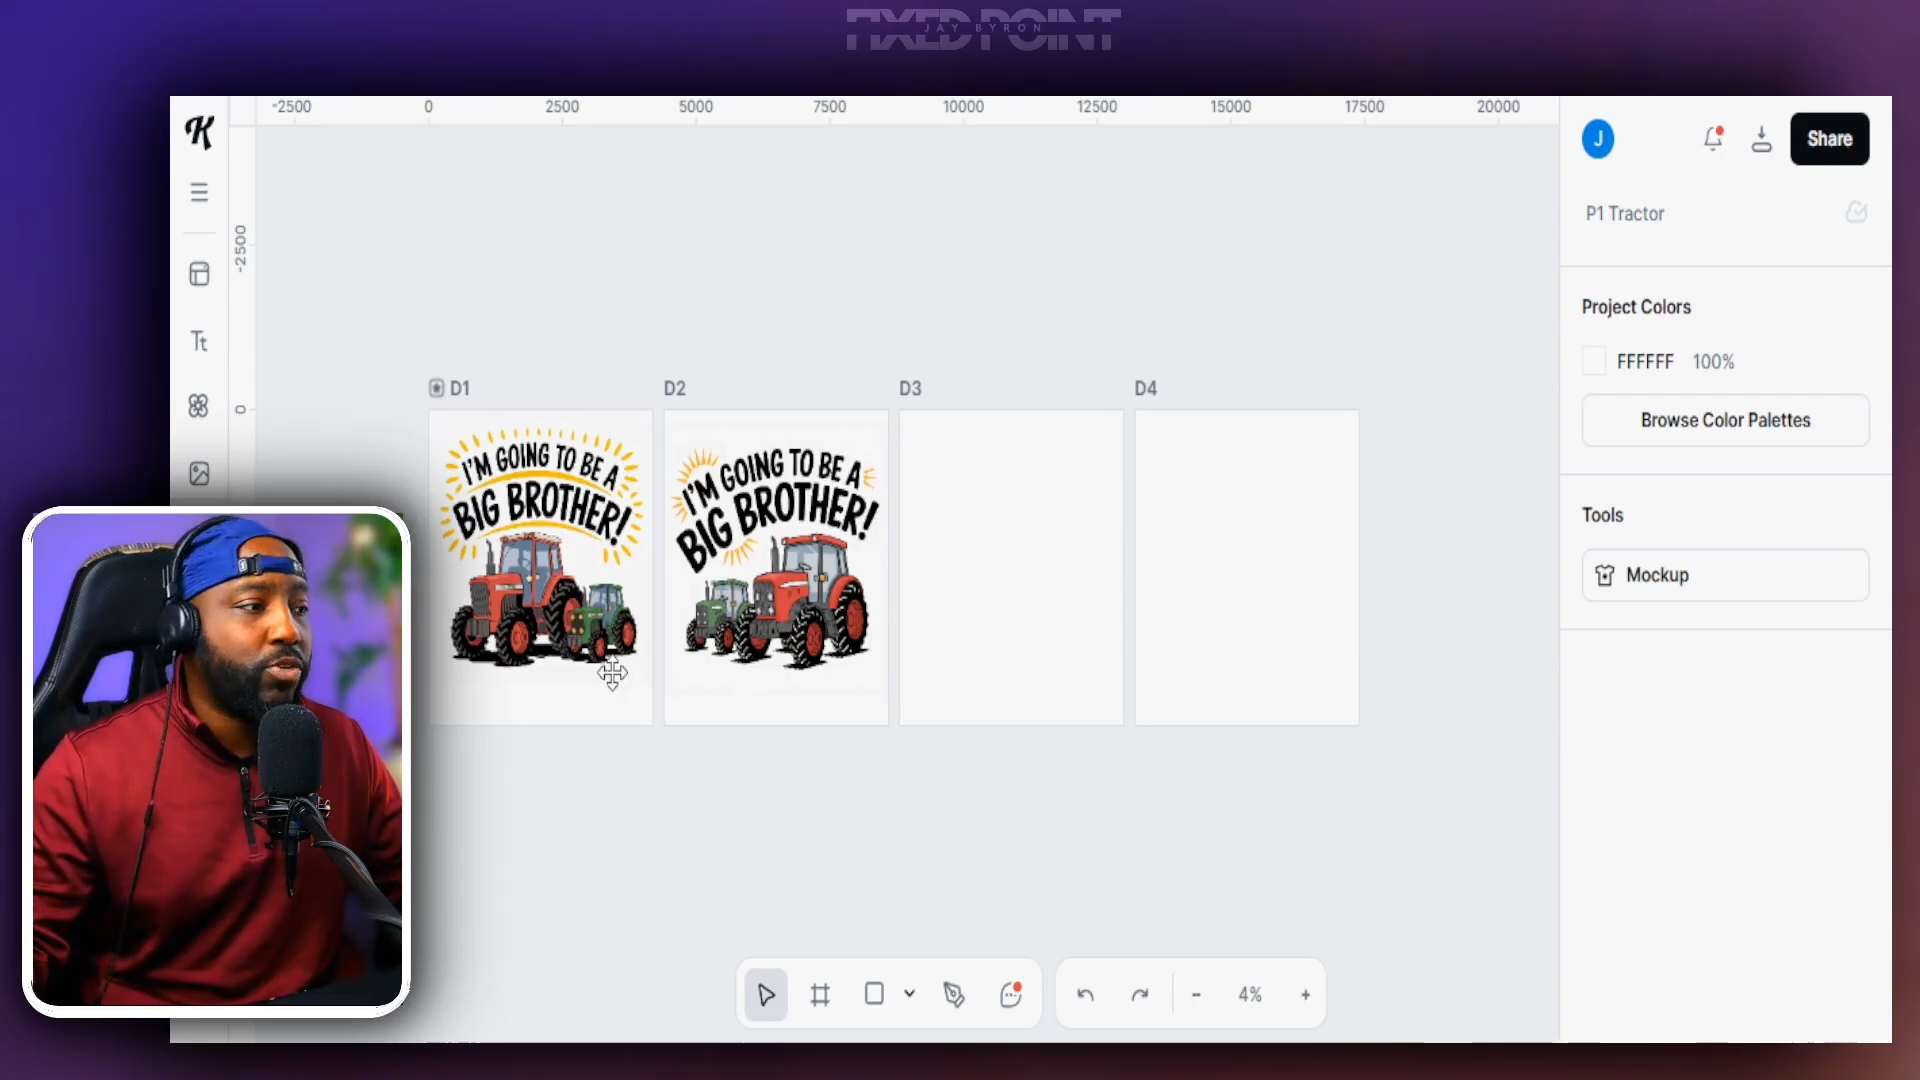 FIXED POINT
JAY BYRON
-2500 0 2500 5000 7500 10000 12500 15000 17500 20000
K
J
Share
-2500
P1 Tractor
Project Colors
Tt
FFFFFF 100%
D1 D2 D3 D4
0
Browse Color Palettes
I'M GOING TO BE A
BIG BROTHER!
I'M GOING TO BE A
BIG BROTHER!
Tools
Mockup
4%